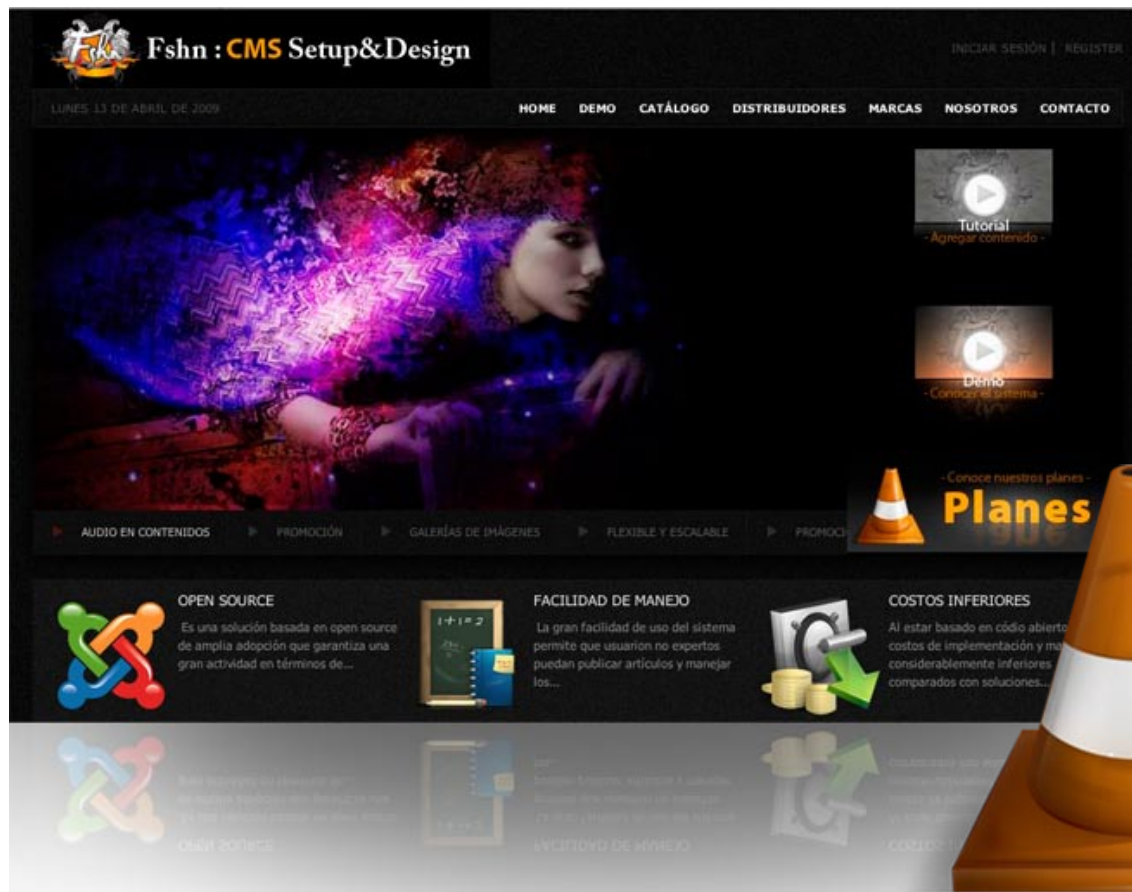 Fshn
Fshn : CMS Setup&Design
INICIAR SESIÓN | REGISTER
LUNES 13 DE ABRIL DE 2009
HOME DEMO CATÁLOGO DISTRIBUIDORES MARCAS NOSOTROS CONTACTO
Tutorial
- Agregar contenido -
Demo
- Conocer el sistema -
- Conoce nuestros planes -
Planes
AUDIO EN CONTENIDOS PROMOCIÓN GALERÍAS DE IMÁGENES FLEXIBLE Y ESCALABLE
OPEN SOURCE
Es una solución basada en open source
de amplia adopción que garantiza una
gran actividad en términos de...
1+1=2
FACILIDAD DE MANEJO
La gran facilidad de uso del sistema
permite que usuarion no expertos
puedan publicar artículos y manejar
los...
COSTOS INFERIORES
Al estar basado en códio abierto
costos de implementación y
considerablemente inferiores
comparados con soluciones...